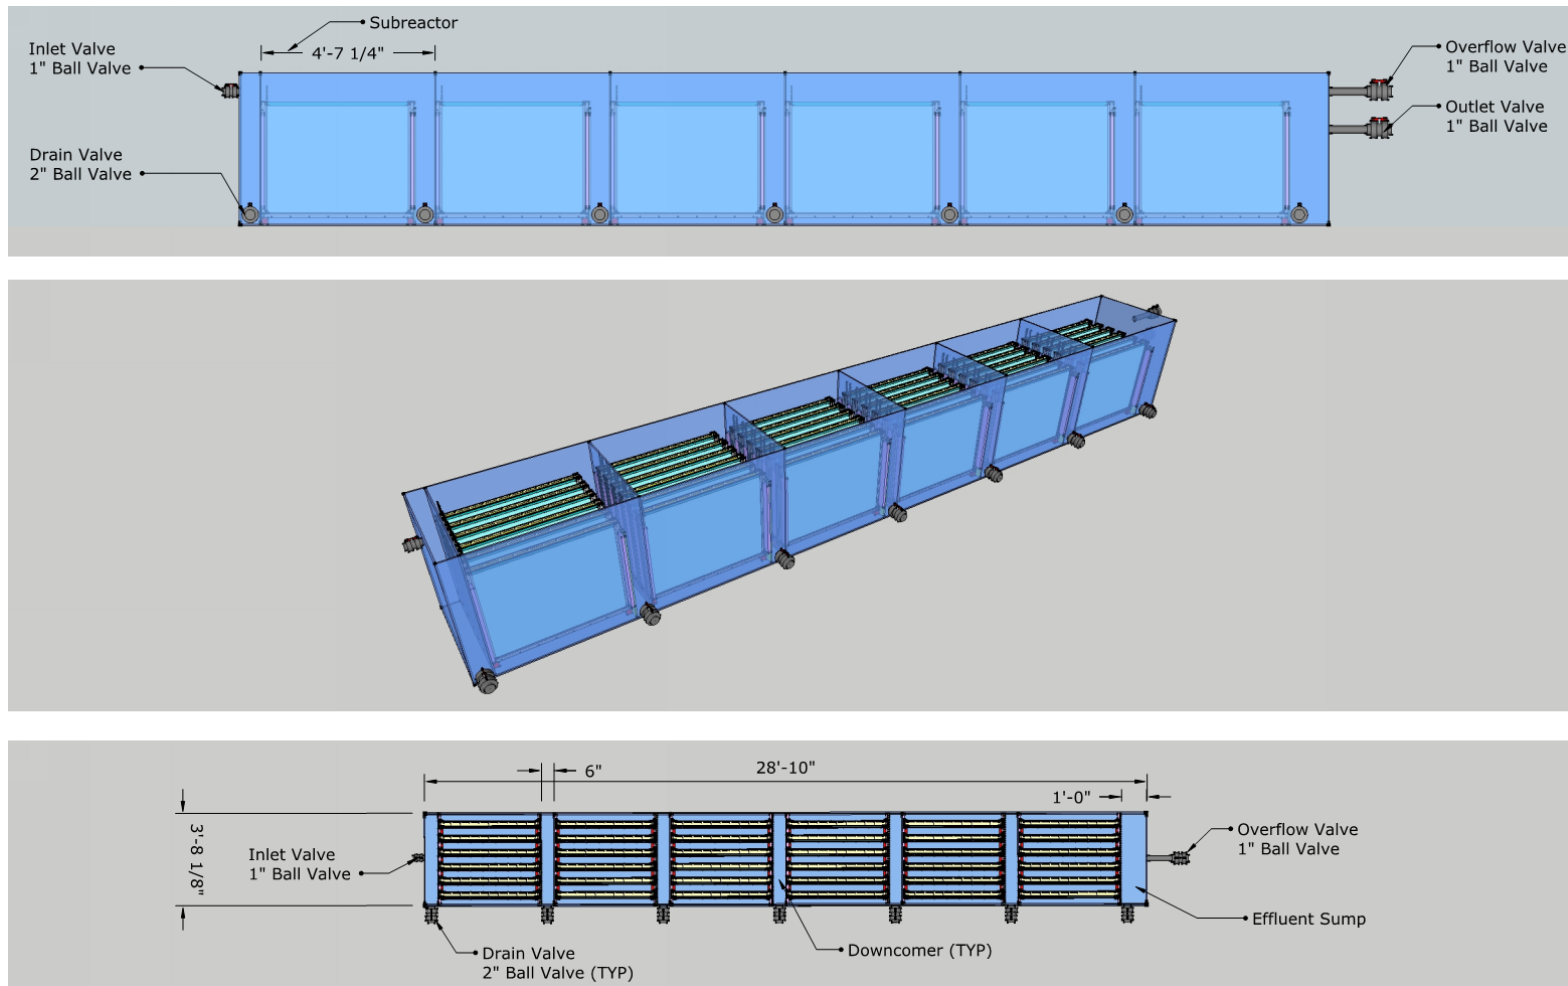 Subreactor
Inlet Valve
1" Ball Valve
4'-7 1/4"
Overflow Valve
1" Ball Valve
Outlet Valve
1" Ball Valve
Drain Valve
2" Ball Valve
6"
28'-10"
1'-0"
3'-8 1/8"
Inlet Valve
1" Ball Valve
Overflow Valve
1" Ball Valve
Effluent Sump
Downcomer (TYP)
Drain Valve
2" Ball Valve (TYP)